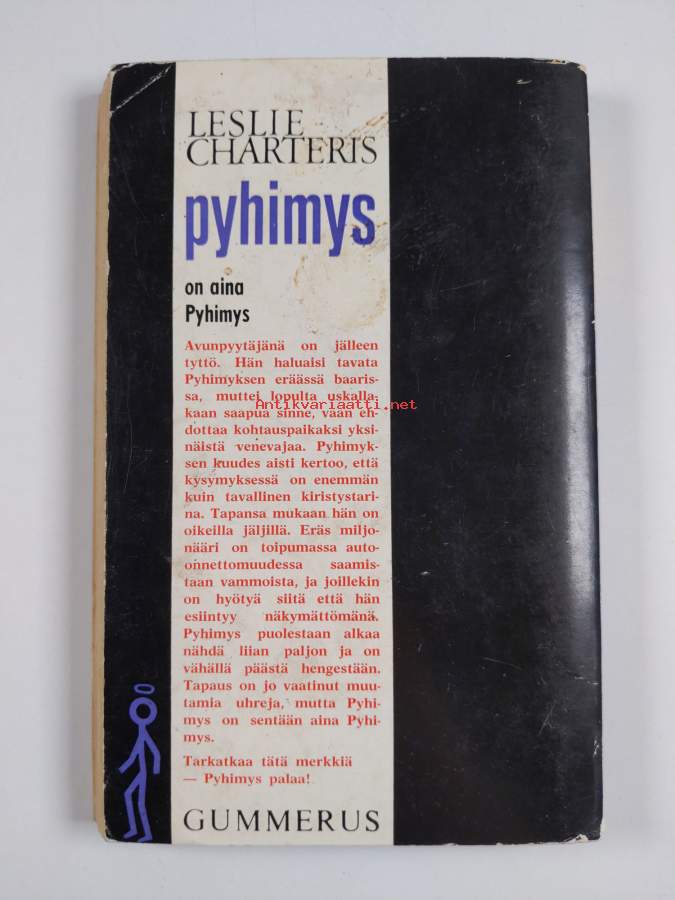 LESLIE
CHARTERIS
pyhimys
on aina
Pyhimys
Avunpyytäjänä on jälleen
tyttö. Hän haluaisi tavata
Pyhimyksen eräässä baaris-
sa, muttei lopulta uskalla-
kaan saapua sinne, vaan eh-
Antikvariaatti.net
dottaa kohtauspaikaksi yksi-
näistä venevajaa. Pyhimyk-
sen kuudes aisti kertoo, että
kysymyksessä on enemmän
kuin tavallinen kiristystari-
na. Tapansa mukaan hän on
oikeilla jäljillä. Eräs miljo-
nääri on toipumassa auto-
onnettomuudessa saamis-
taan vammoista, ja joillekin
on hyötyä siitä että hän
esiintyy näkymättömänä.
Pyhimys puolestaan alkaa
nähdä liian paljon ja on
vähällä päästä hengestään.
Tapaus on jo vaatinut muu-
tamia uhreja, mutta Pyhi-
mys on sentään aina Pyhi-
mys.
Tarkatkaa tätä merkkiä
— Pyhimys palaa!
GUMMERUS